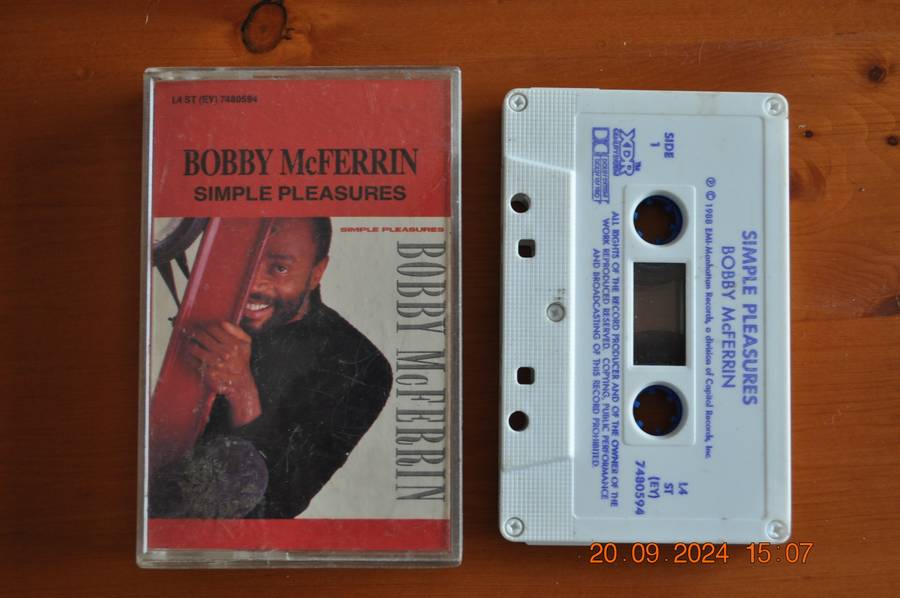 L4 ST (EY) 7480594
BOBBY McFERRIN
SIMPLE PLEASURES
SIMPLE PLEASURES
BOBBY McFERRIN
SIMPLE PLEASURES
BOBBY McFERRIN
℗ © 1988 EMI-Manhattan Records, a division of Capitol Records, Inc.
SIDE
1
XDR
TM
L4
ST
(EY)
7480594
ALL RIGHTS OF THE RECORD PRODUCER AND OF THE OWNER OF THE
WORK REPRODUCED RESERVED. COPYING, PUBLIC PERFORMANCE
AND BROADCASTING OF THIS RECORD PROHIBITED.
20.09.2024 15:07